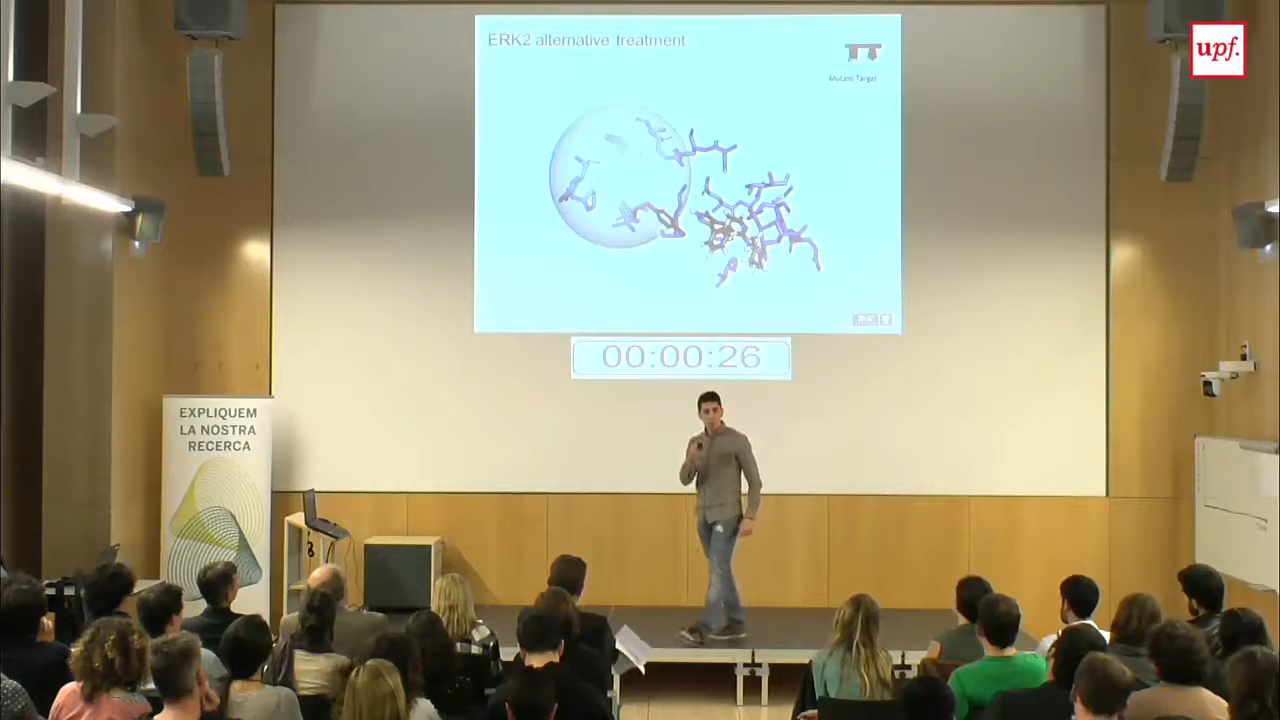 ERK2 alternative treatment
Mutant Target
upf.
00:00:26
EXPLIQUEM
LA NOSTRA
RECERCA